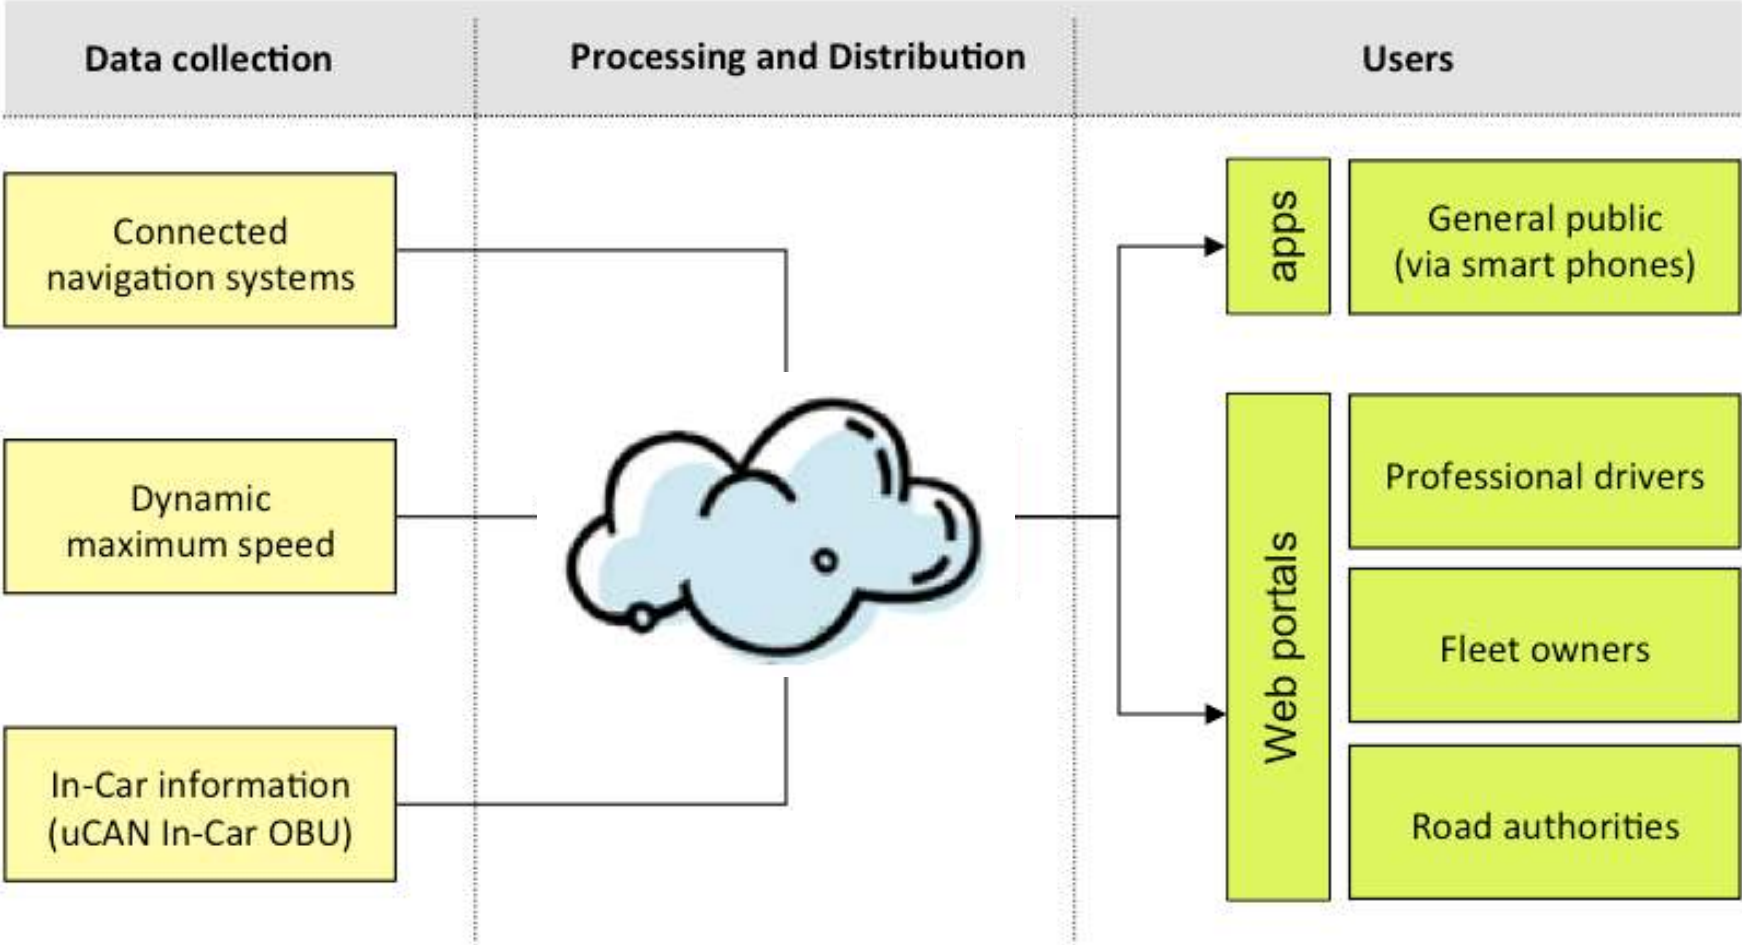 Data collection
Processing and Distribution
Users
Connected
navigation systems
Dynamic
maximum speed
In-Car information
(uCAN In-Car OBU)
apps
General public
(via smart phones)
Web portals
Professional drivers
Fleet owners
Road authorities